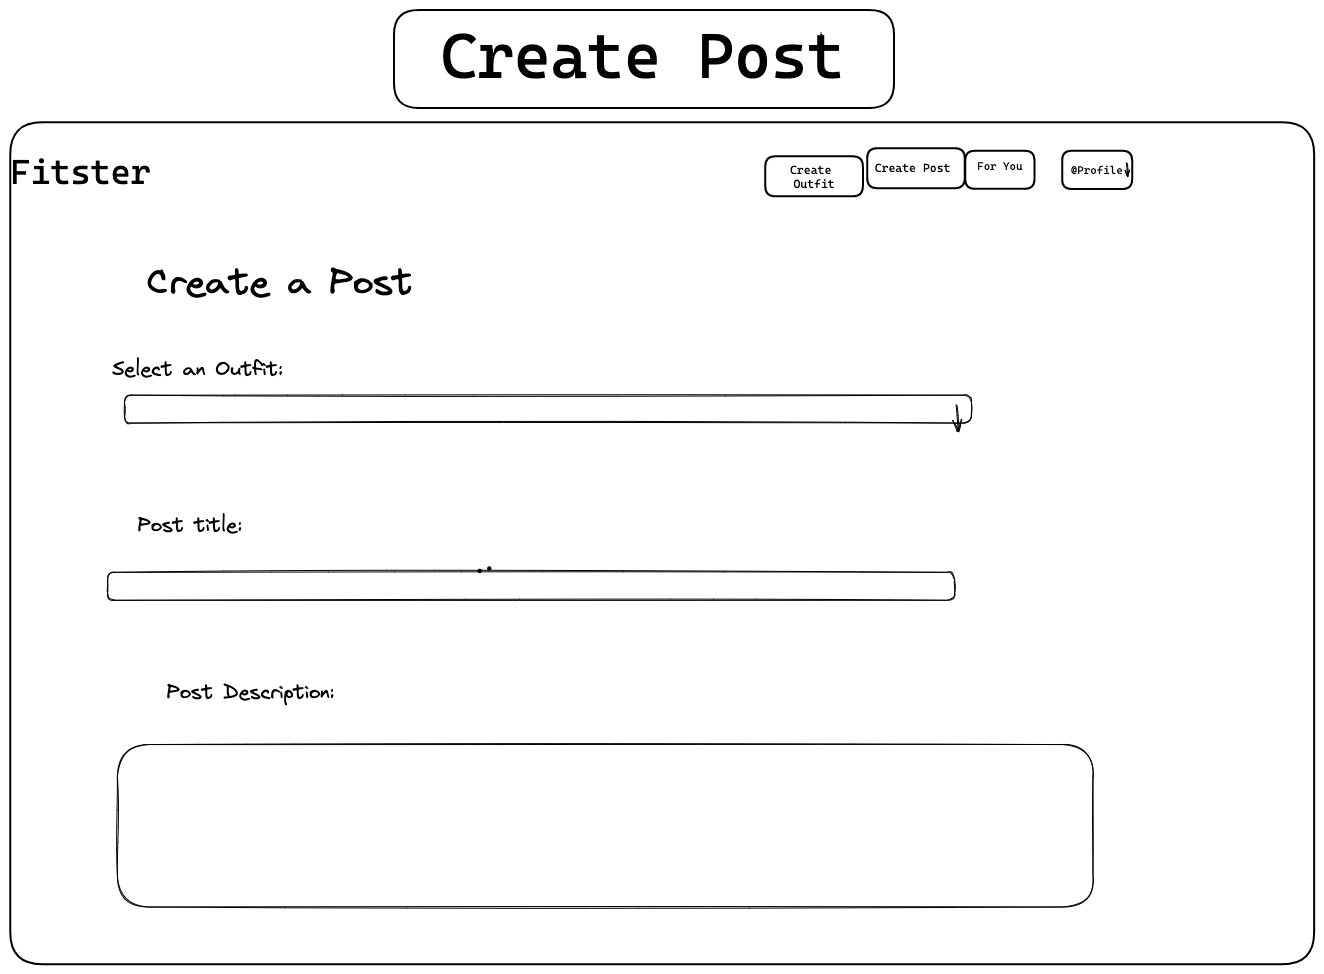 Create Post
Fitster
Create
Outfit
Create Post
For You
@Profile
Create a Post
Select an Outfit:
Post title:
Post Description: